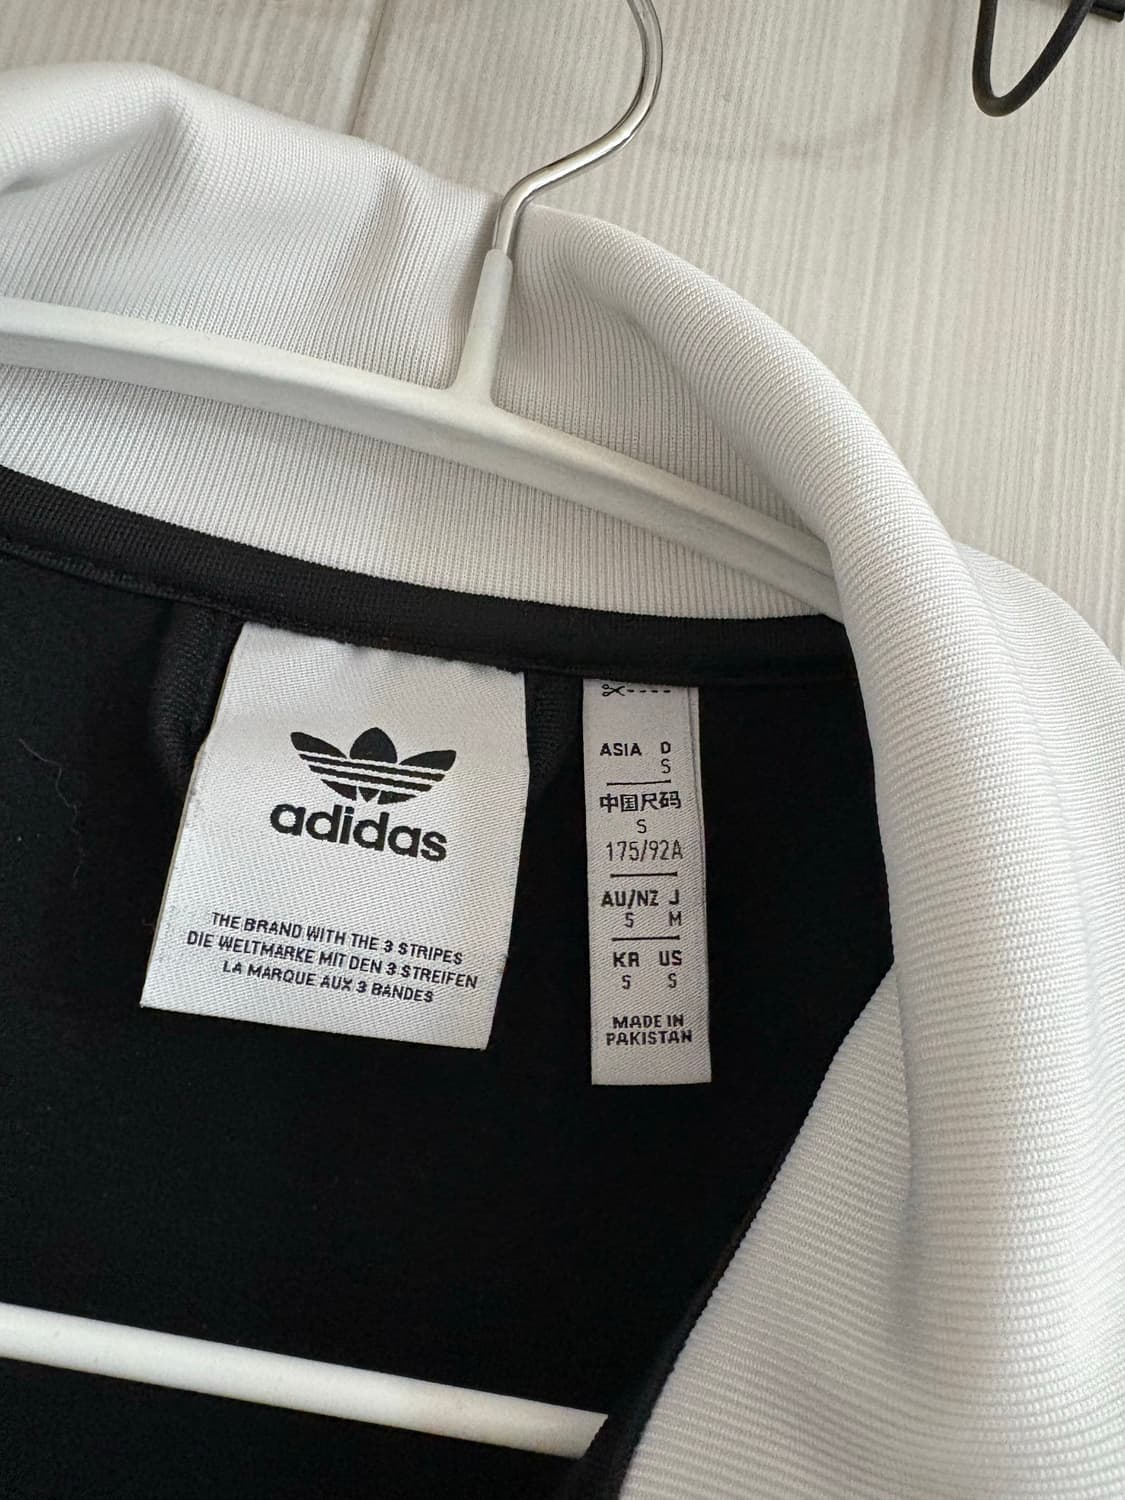 adidas
THE BRAND WITH THE 3 STRIPES
DIE WELTMARKE MIT DEN 3 STREIFEN
LA MARQUE AUX 3 BANDES
ASIA D
S
中国尺码
S
175/92A
AU/NZ J
S M
KR US
S S
MADE IN
PAKISTAN